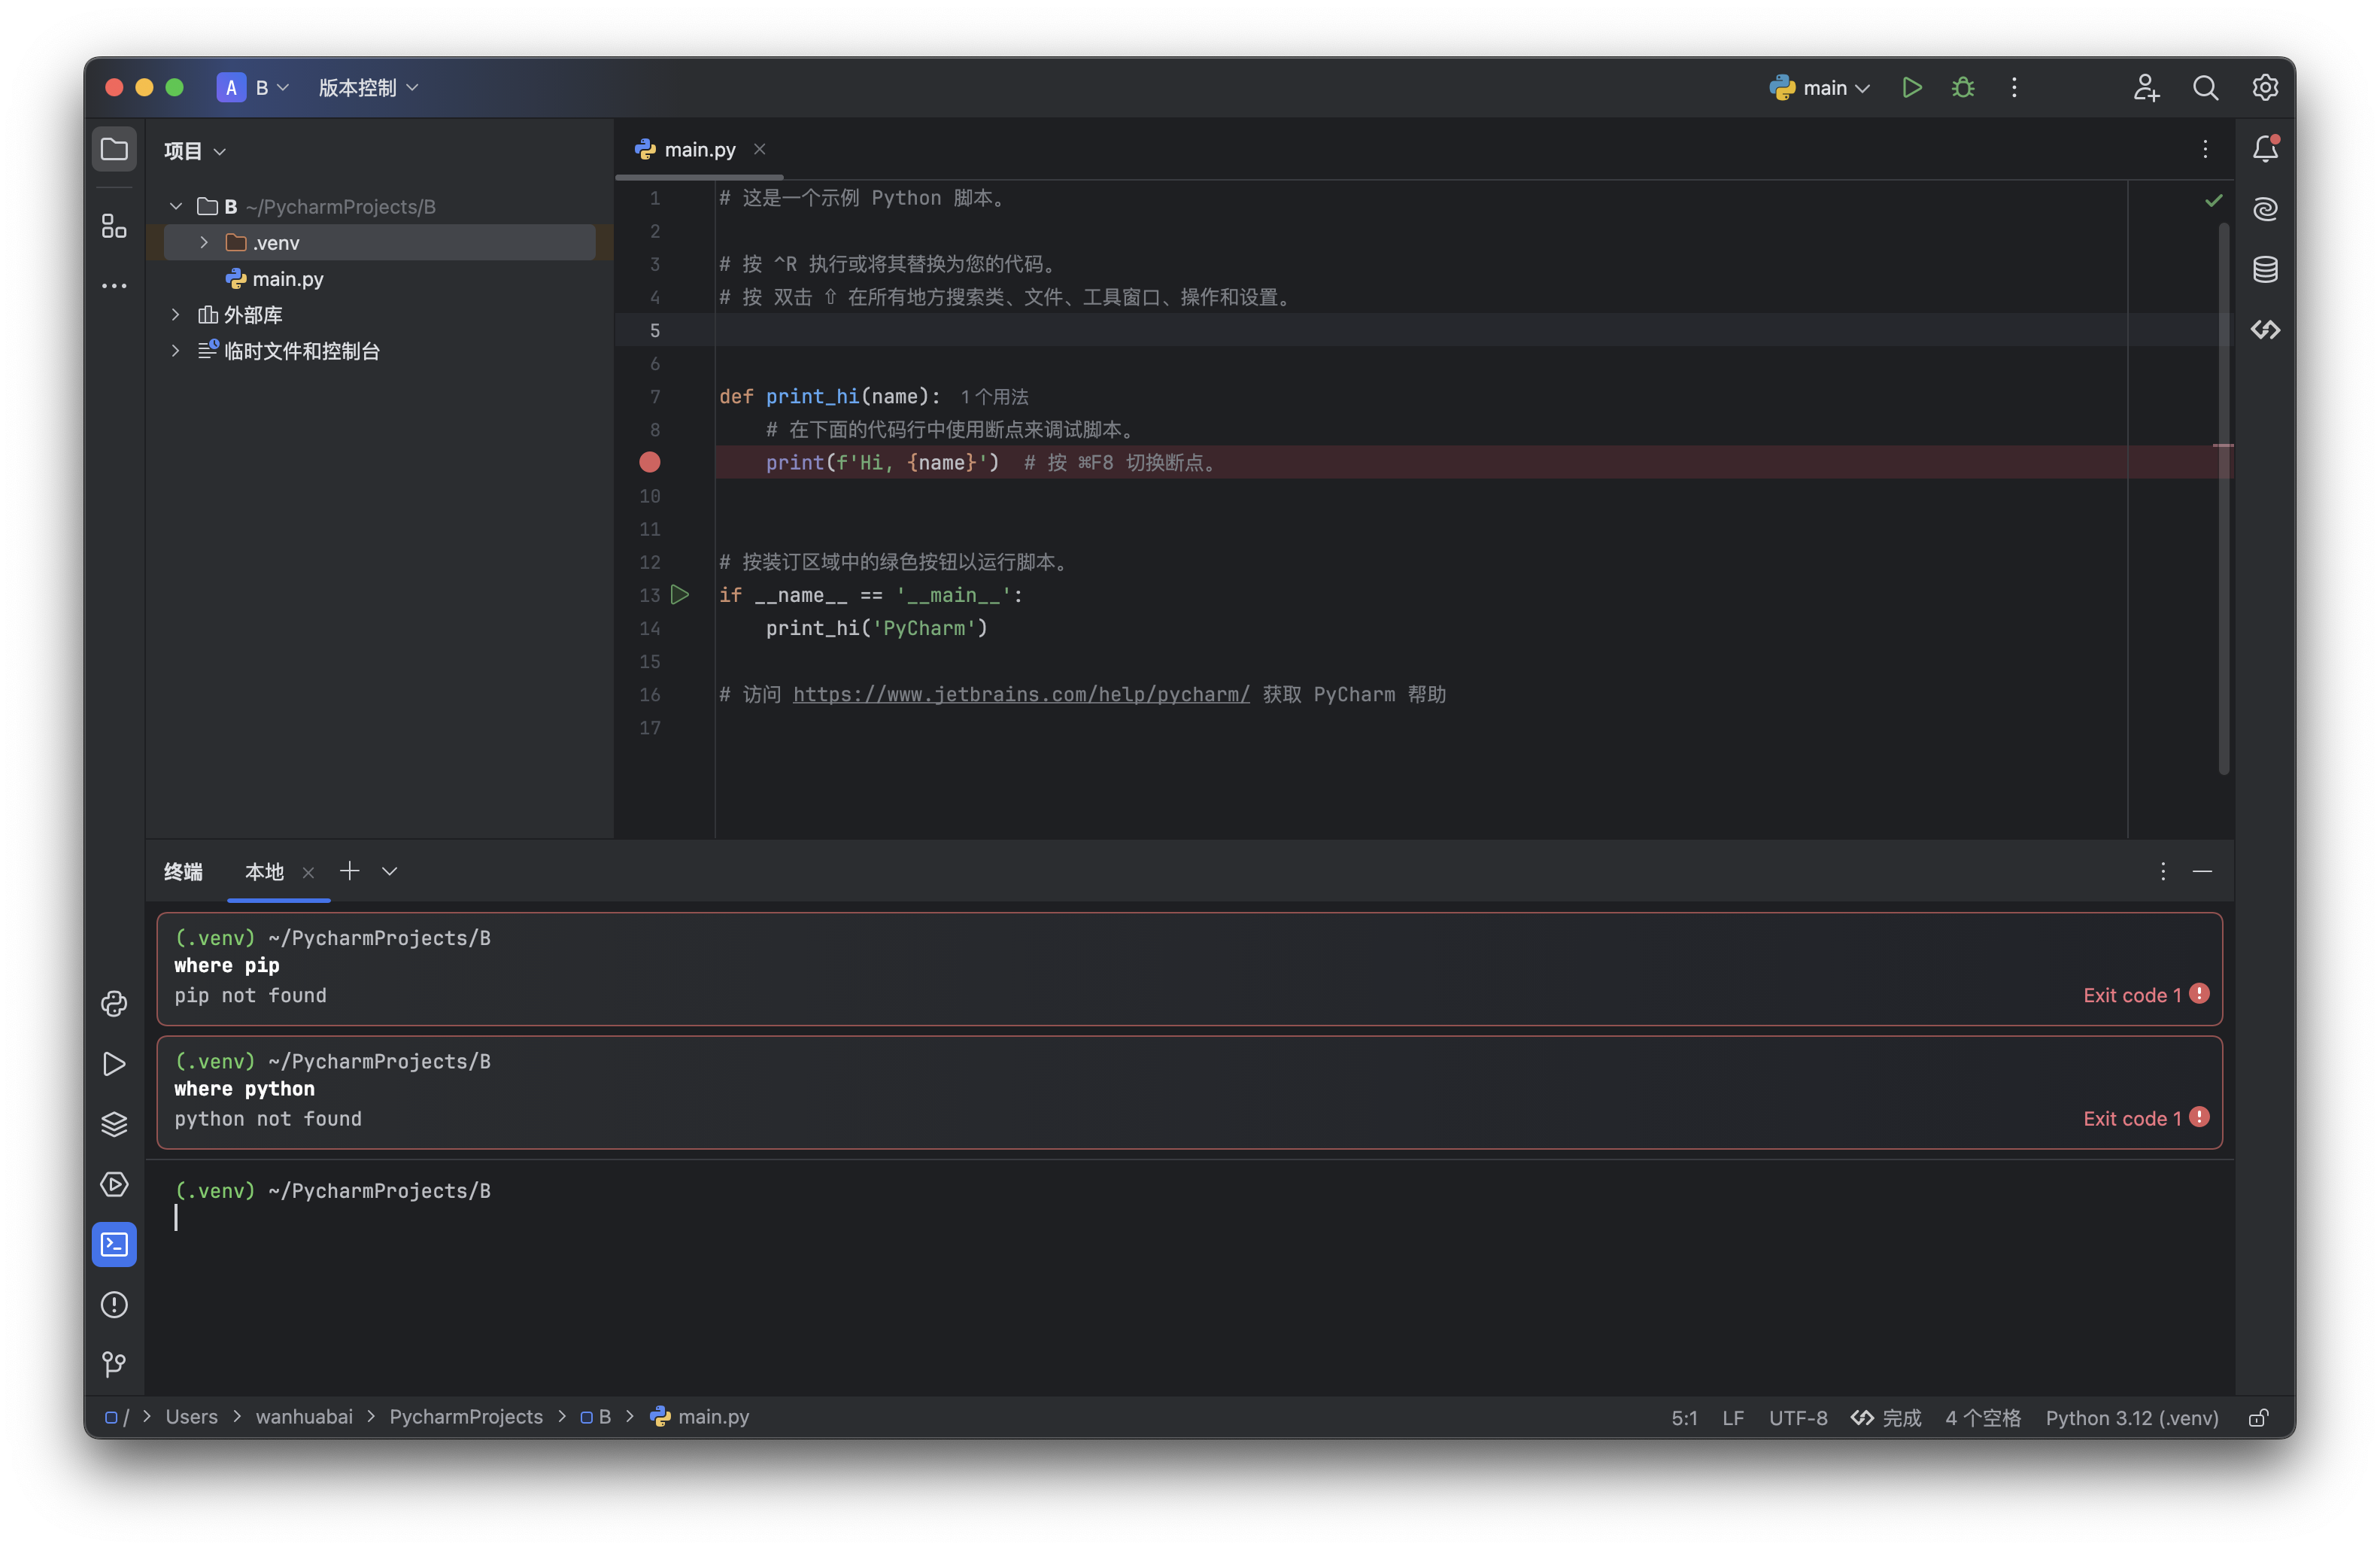 A B 版本控制 main
项目
B ~/PycharmProjects/B
.venv
main.py
外部库
临时文件和控制台
main.py
1 # 这是一个示例 Python 脚本。
2
3 # 按 ^R 执行或将其替换为您的代码。
4 # 按 双击 ⇧ 在所有地方搜索类、文件、工具窗口、操作和设置。
5
6
7 def print_hi(name): 1 个用法
8 # 在下面的代码行中使用断点来调试脚本。
print(f'Hi, {name}') # 按 ⌘F8 切换断点。
10
11
12 # 按装订区域中的绿色按钮以运行脚本。
13 if __name__ == '__main__':
14 print_hi('PyCharm')
15
16 # 访问 https://www.jetbrains.com/help/pycharm/ 获取 PyCharm 帮助
17
终端 本地
(.venv) ~/PycharmProjects/B
where pip
pip not found Exit code 1
(.venv) ~/PycharmProjects/B
where python
python not found Exit code 1
(.venv) ~/PycharmProjects/B
/ > Users > wanhuabai > PycharmProjects > B > main.py 5:1 LF UTF-8 完成 4 个空格 Python 3.12 (.venv)